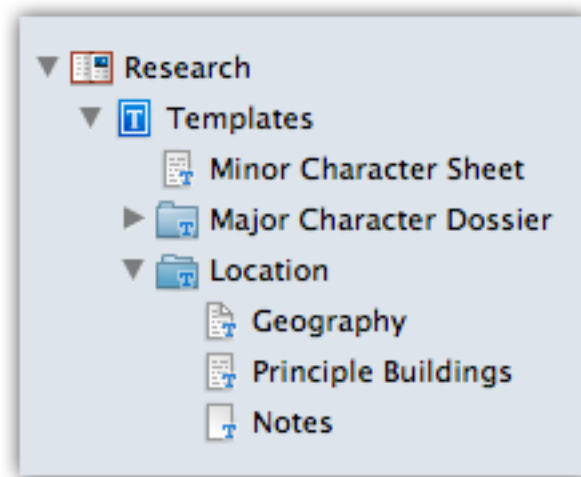 Research
Templates
Minor Character Sheet
Major Character Dossier
Location
Geography
Principle Buildings
Notes